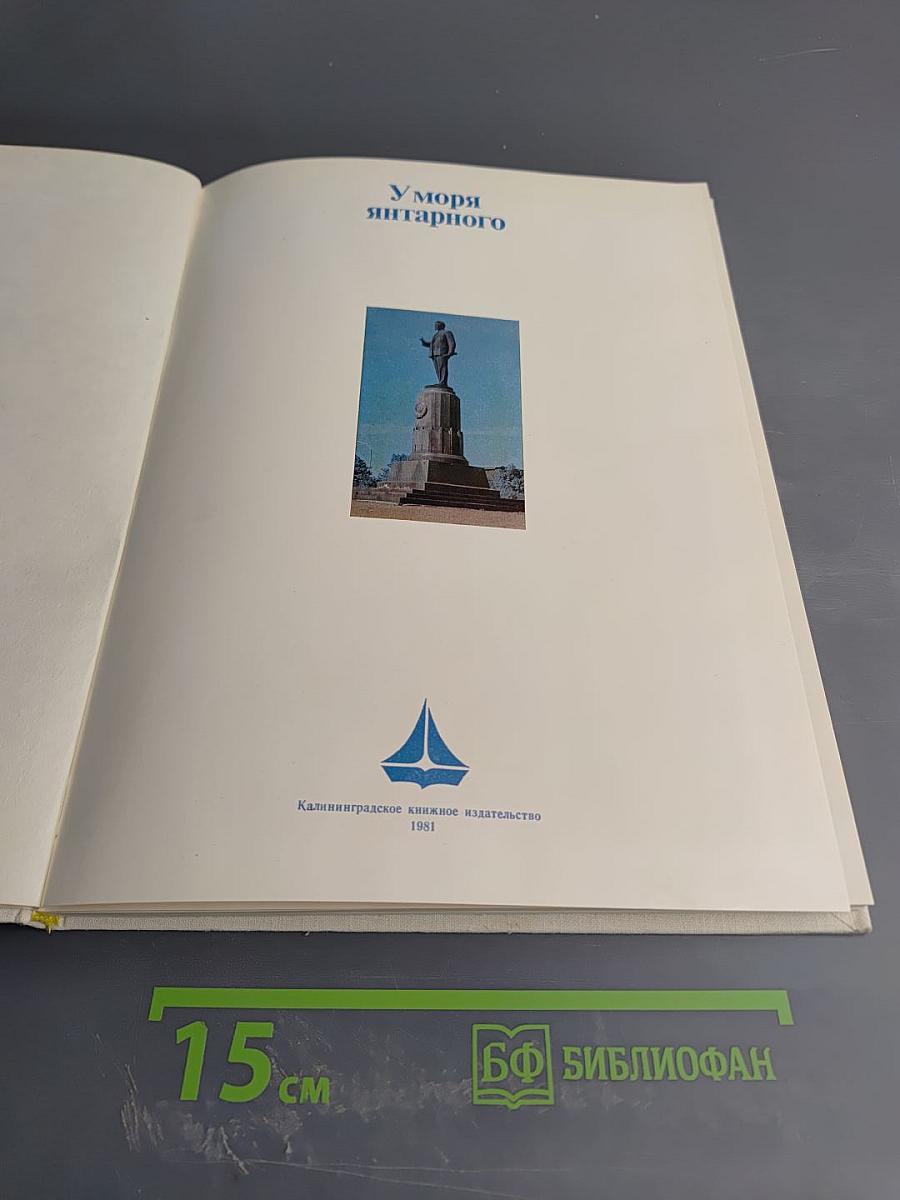 У моря
янтарного
Калининградское книжное издательство
1981
15 см
БФ БИБЛИОФАН